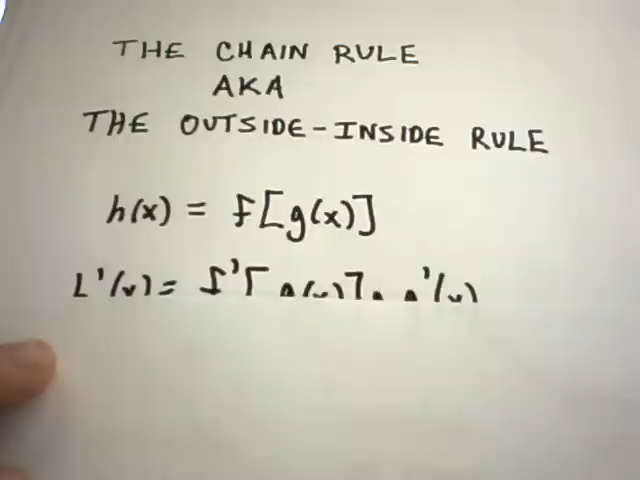 THE CHAIN RULE
AKA
THE OUTSIDE-INSIDE RULE
h(x) = f[g(x)]